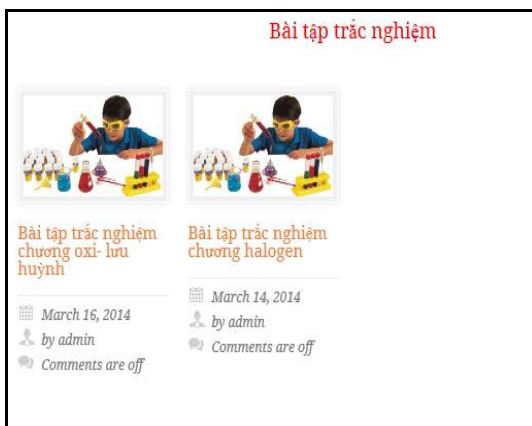 Bài tập trắc nghiệm
Bài tập trắc nghiệm
chương oxi- lưu
huỳnh
March 16, 2014
by admin
Comments are off
Bài tập trắc nghiệm
chương halogen
March 14, 2014
by admin
Comments are off